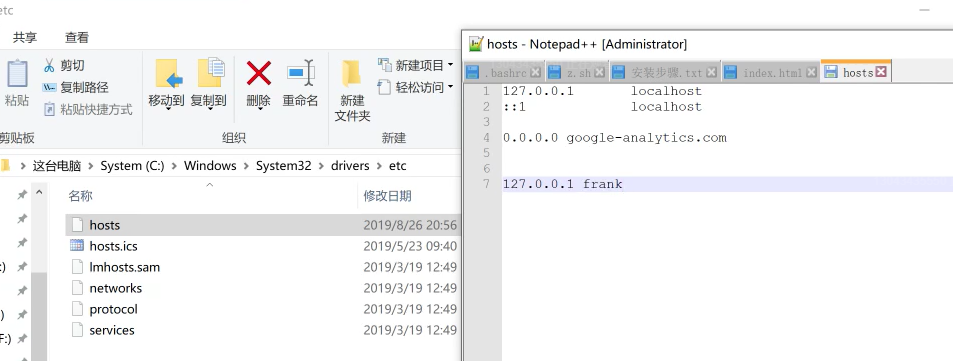 etc
共享 查看
剪切
复制路径
粘贴快捷方式
粘贴
剪贴板
移动到 复制到 删除 重命名
组织
新建
文件夹
新建项目
轻松访问
新建
这台电脑 > System (C:) > Windows > System32 > drivers > etc
名称 修改日期
hosts 2019/8/26 20:56
hosts.ics 2019/5/23 09:40
lmhosts.sam 2019/3/19 12:49
networks 2019/3/19 12:49
protocol 2019/3/19 12:49
services 2019/3/19 12:49
:)
)
F:)
hosts - Notepad++ [Administrator]
.bashrc z.sh 安装步骤.txt index.html hosts
1 127.0.0.1 localhost
2 ::1 localhost
3
4 0.0.0.0 google-analytics.com
5
6
7 127.0.0.1 frank